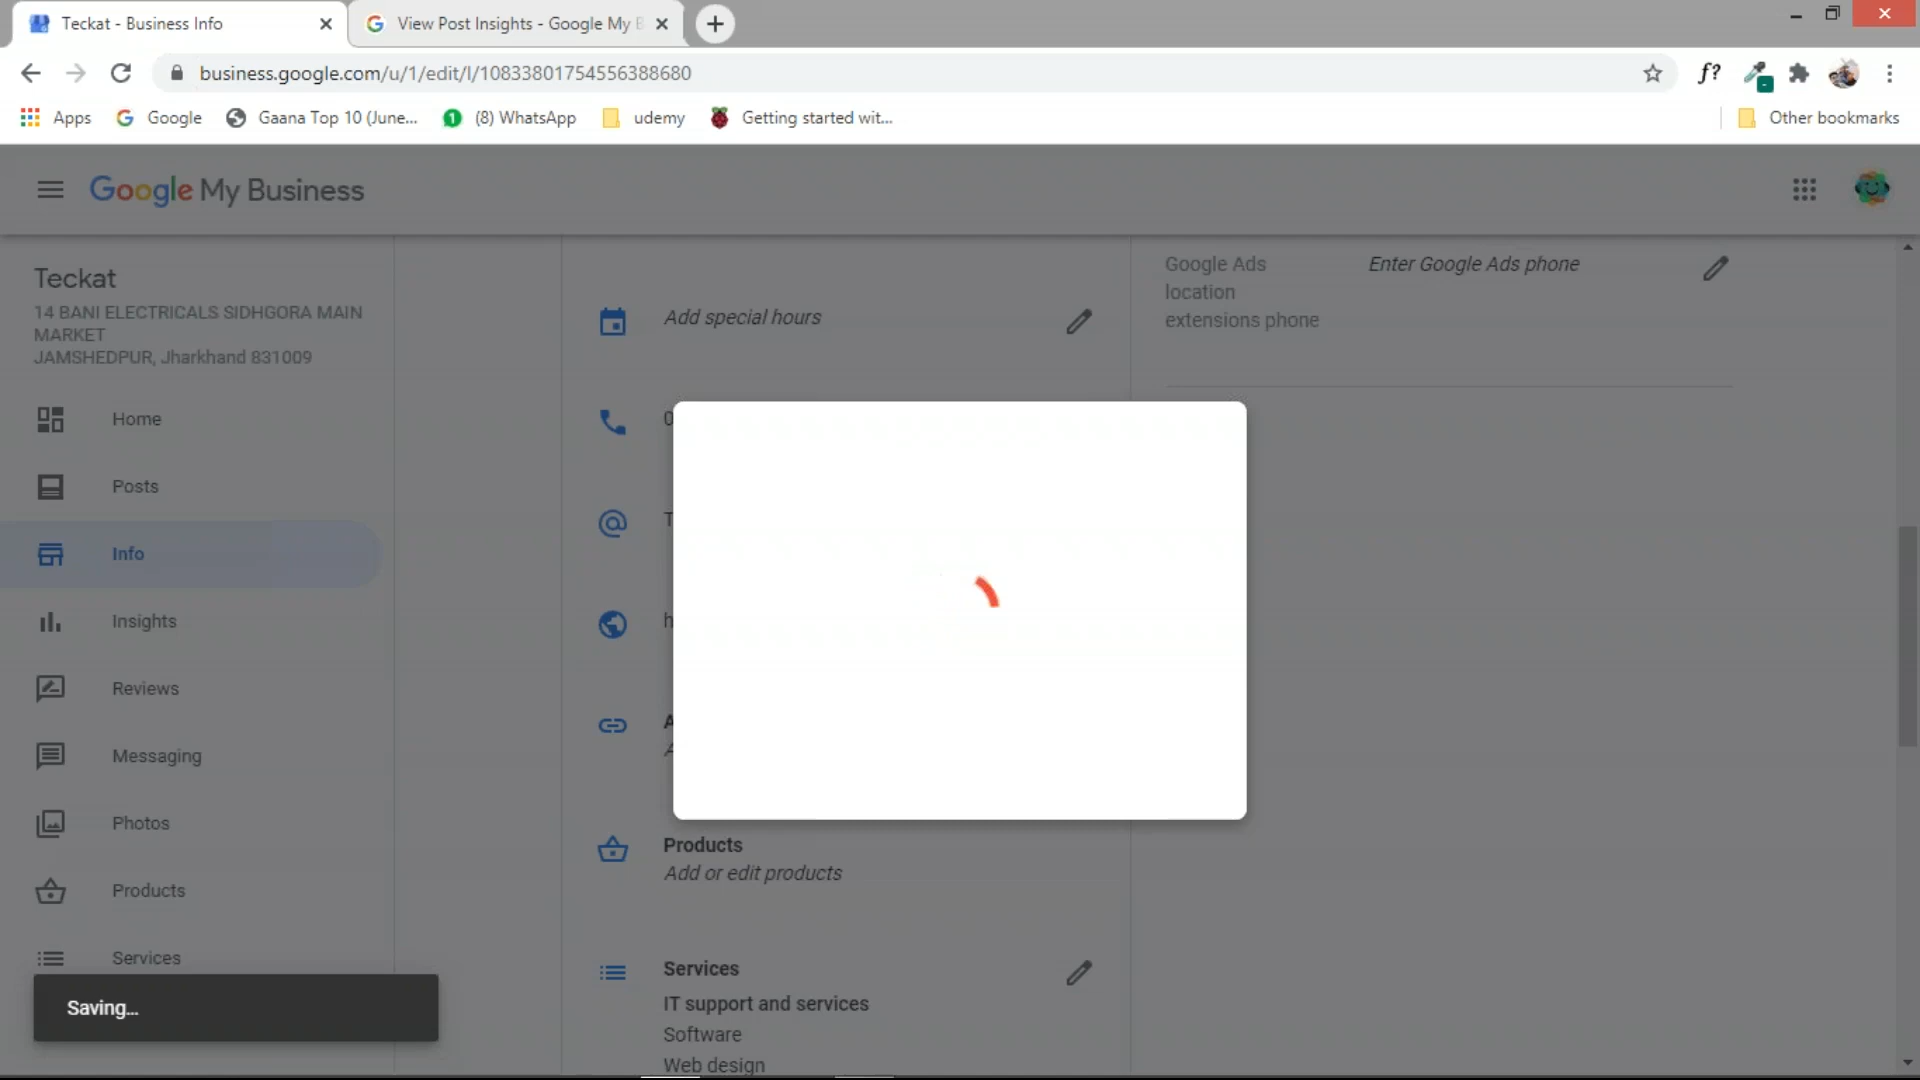 Teckat - Business Info
View Post Insights - Google My B
business.google.com/u/1/edit/l/10833801754556388680
f?
Apps
Google
Gaana Top 10 (June...
1
(8) WhatsApp
udemy
Getting started wit...
Other bookmarks
Google My Business
Teckat
14 BANI ELECTRICALS SIDHGORA MAIN
MARKET
JAMSHEDPUR, Jharkhand 831009
Home
Posts
Info
Insights
Reviews
Messaging
Photos
Products
Services
Saving...
Add special hours
0
T
h
A
A
Products
Add or edit products
Services
IT support and services
Software
Web design
Google Ads
location
extensions phone
Enter Google Ads phone